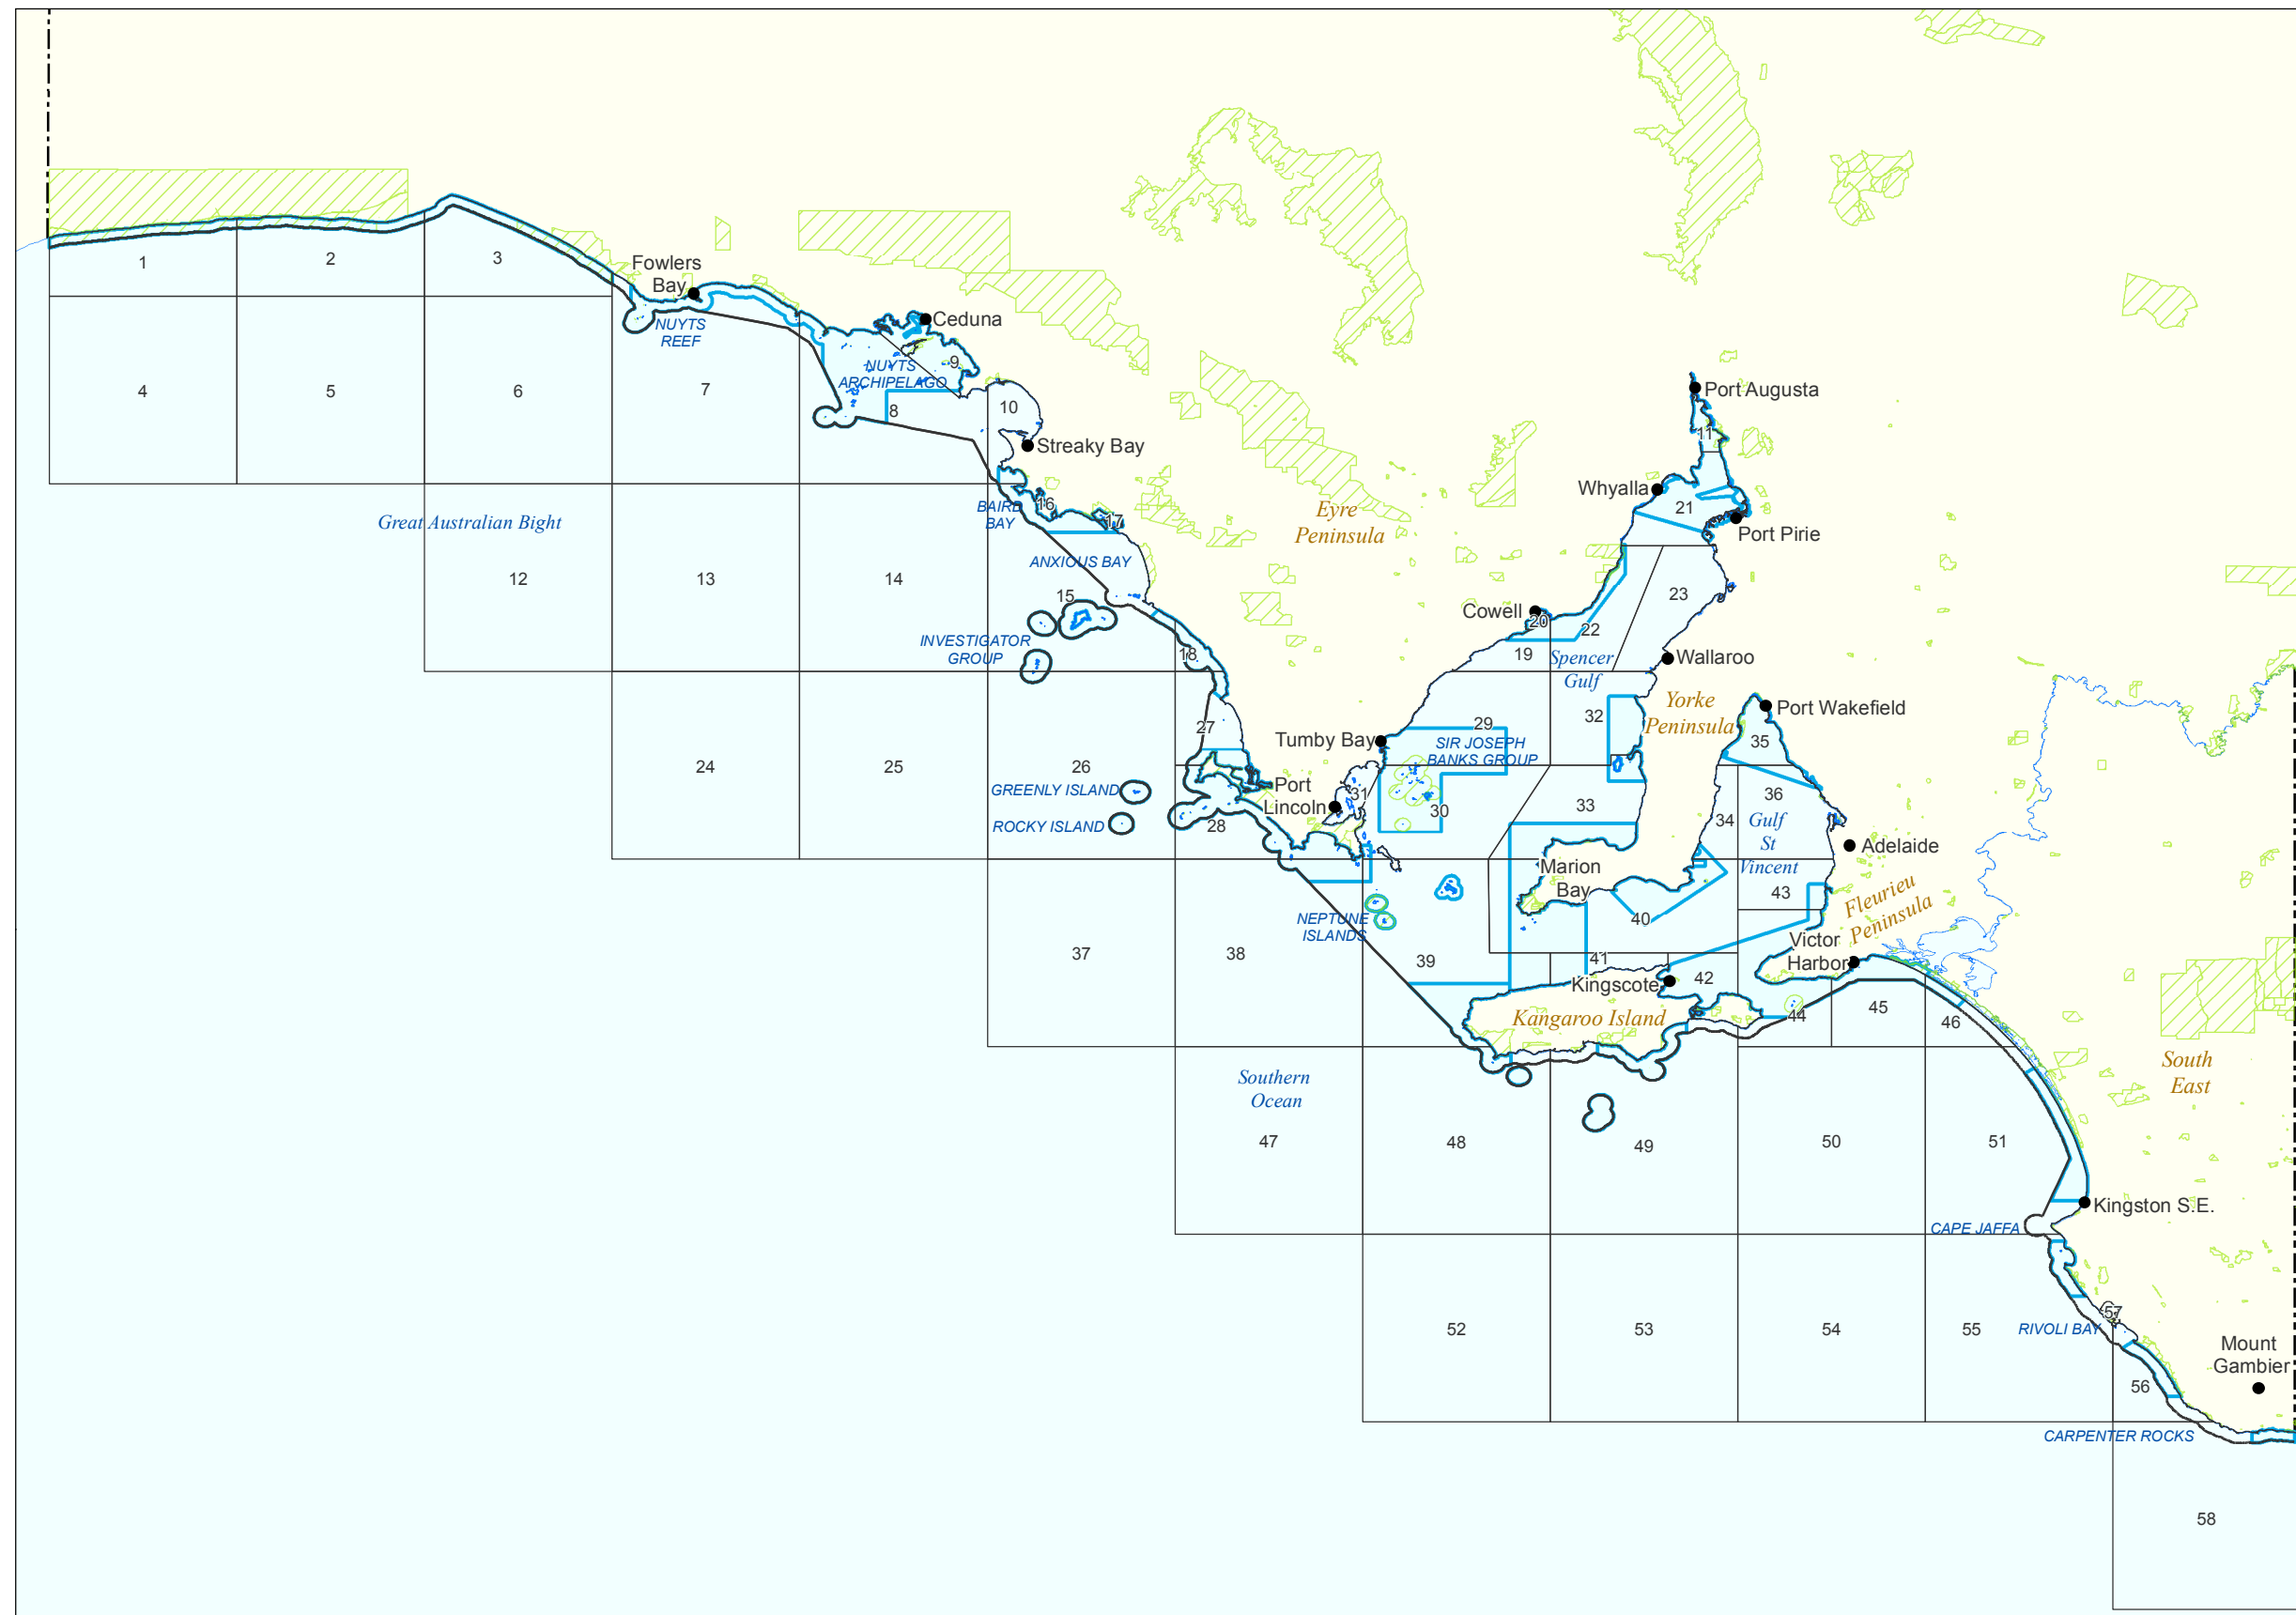 1
2
3
Fowlers
Bay
NUYTS
REEF
Ceduna
9
NUYTS
ARCHIPELAGO
4
5
6
7
8
10
Streaky Bay
Port Augusta
11
Whyalla
21
Port Pirie
Great Australian Bight
BAIRD
BAY
16
17
Eyre
Peninsula
ANXIOUS BAY
12
13
14
15
Cowell
20
22
23
INVESTIGATOR
GROUP
18
19
Spencer
Gulf
Wallaroo
Yorke
Peninsula
Port Wakefield
27
29
32
35
Tumby Bay
SIR JOSEPH
BANKS GROUP
24
25
26
GREENLY ISLAND
ROCKY ISLAND
28
Port
Lincoln
31
30
33
34
36
Gulf
St
Vincent
Adelaide
Marion
Bay
43
Fleurieu
Peninsula
NEPTUNE
ISLANDS
40
37
38
39
41
Victor
Harbor
Kingscote
42
Kangaroo Island
44
45
46
South
East
Southern
Ocean
47
48
49
50
51
Kingston S.E.
CAPE JAFFA
52
53
54
55
RIVOLI BAY
57
Mount
Gambier
56
CARPENTER ROCKS
58